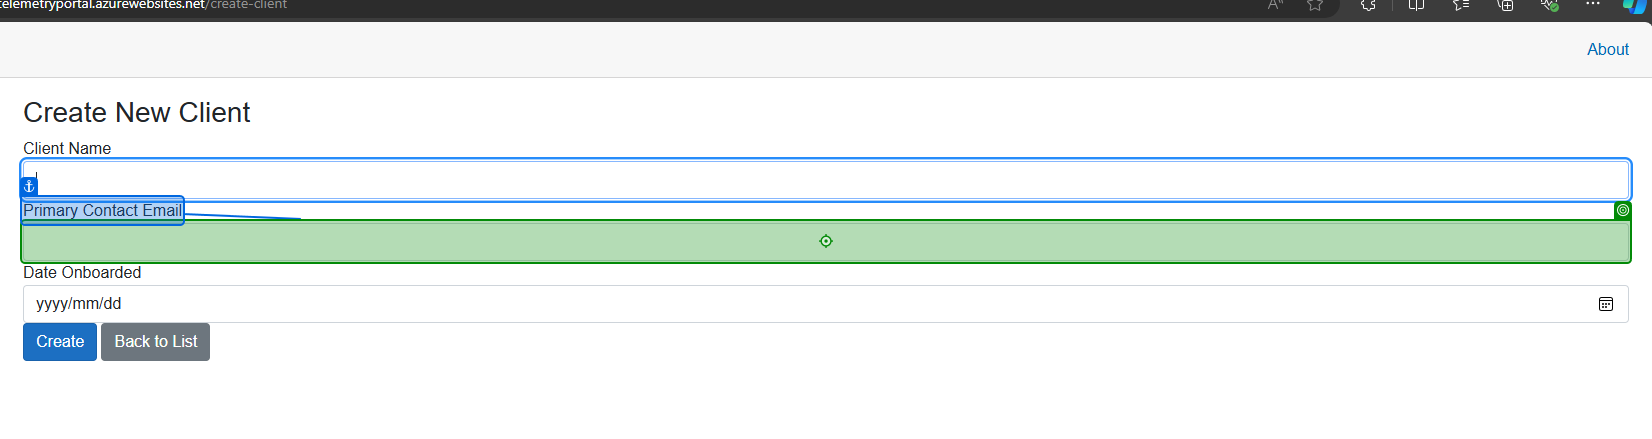 elemetryportal.azurewebsites.net/create-client
About
Create New Client
Client Name
Primary Contact Email
Date Onboarded
yyyy/mm/dd
Create Back to List